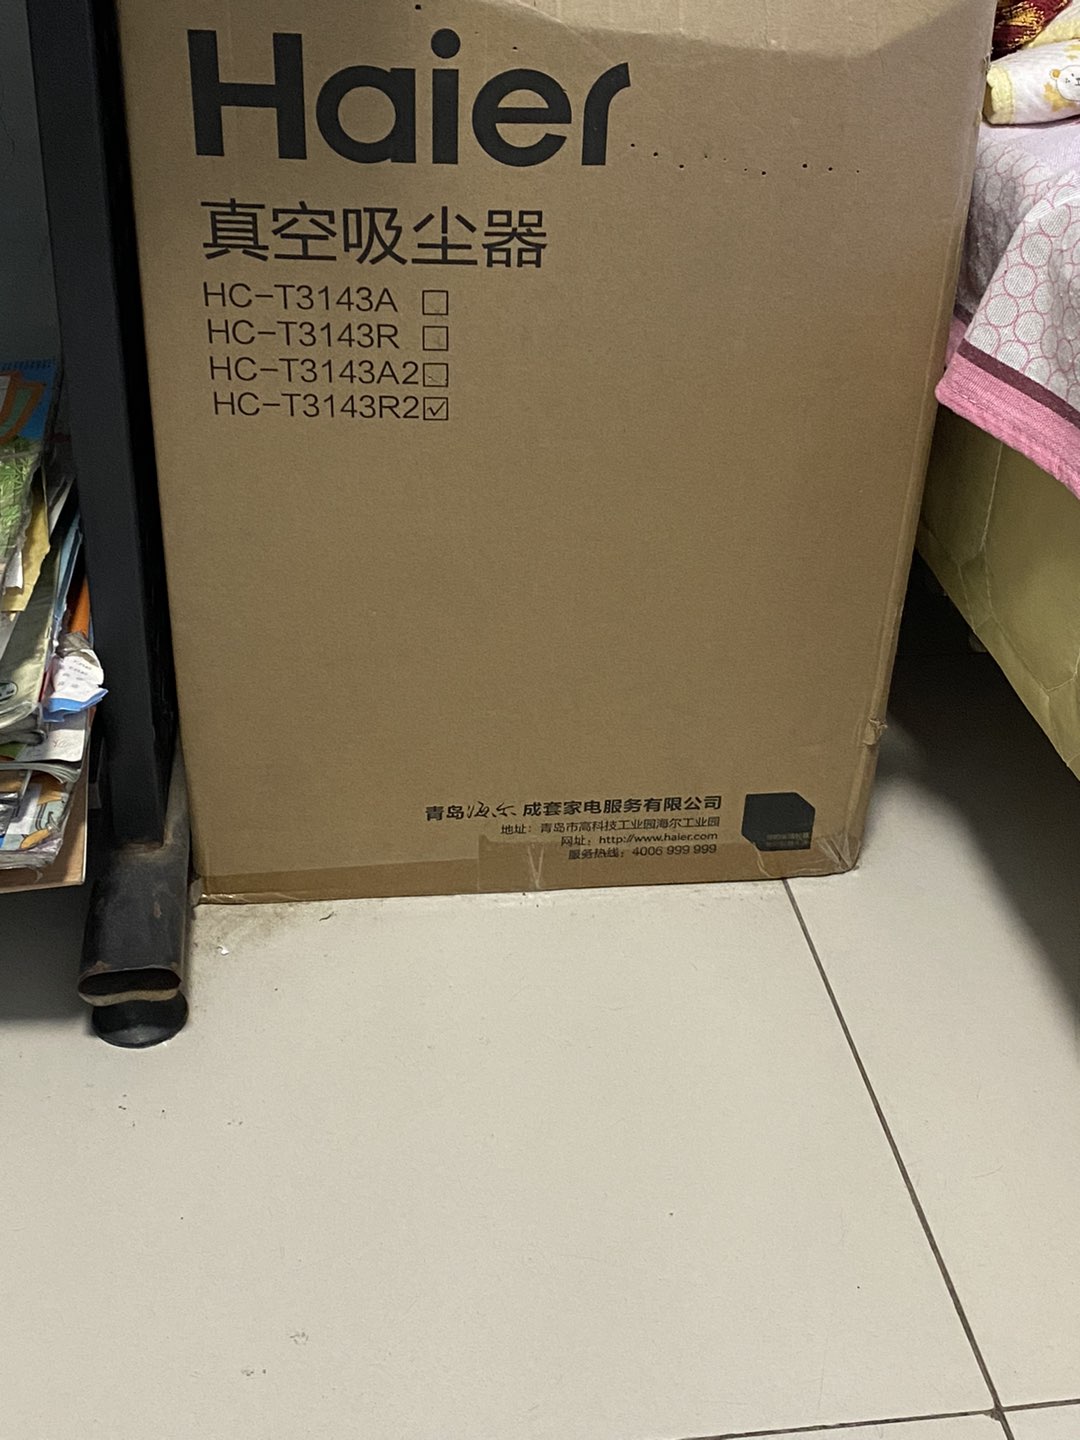 Haier
真空吸尘器
HC-T3143A □
HC-T3143R □
HC-T3143A2 □
HC-T3143R2 ☑
青岛海尔成套家电服务有限公司
地址：青岛市高科技工业园海尔工业园
网址：http://www.haier.com
服务热线：4006 999 999